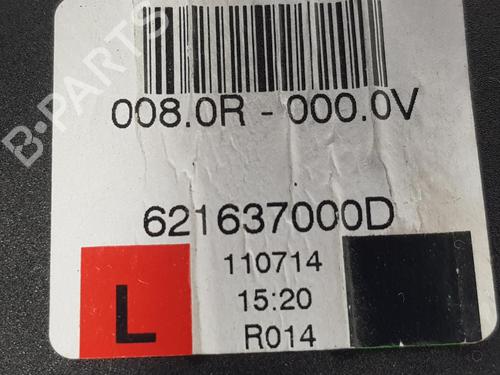 B-PARTS
008.0R - 000.0V
621637000D
L
110714
15:20
R014